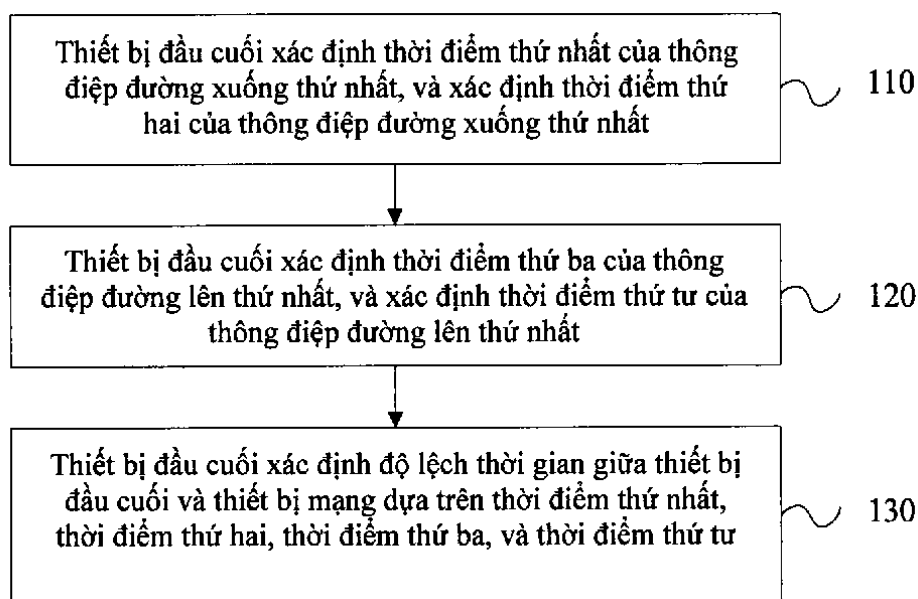 Thiết bị đầu cuối xác định thời điểm thứ nhất của thông
điệp đường xuống thứ nhất, và xác định thời điểm thứ
hai của thông điệp đường xuống thứ nhất
110
Thiết bị đầu cuối xác định thời điểm thứ ba của thông
điệp đường lên thứ nhất, và xác định thời điểm thứ tư của
thông điệp đường lên thứ nhất
120
Thiết bị đầu cuối xác định độ lệch thời gian giữa thiết bị
đầu cuối và thiết bị mạng dựa trên thời điểm thứ nhất,
thời điểm thứ hai, thời điểm thứ ba, và thời điểm thứ tư
130